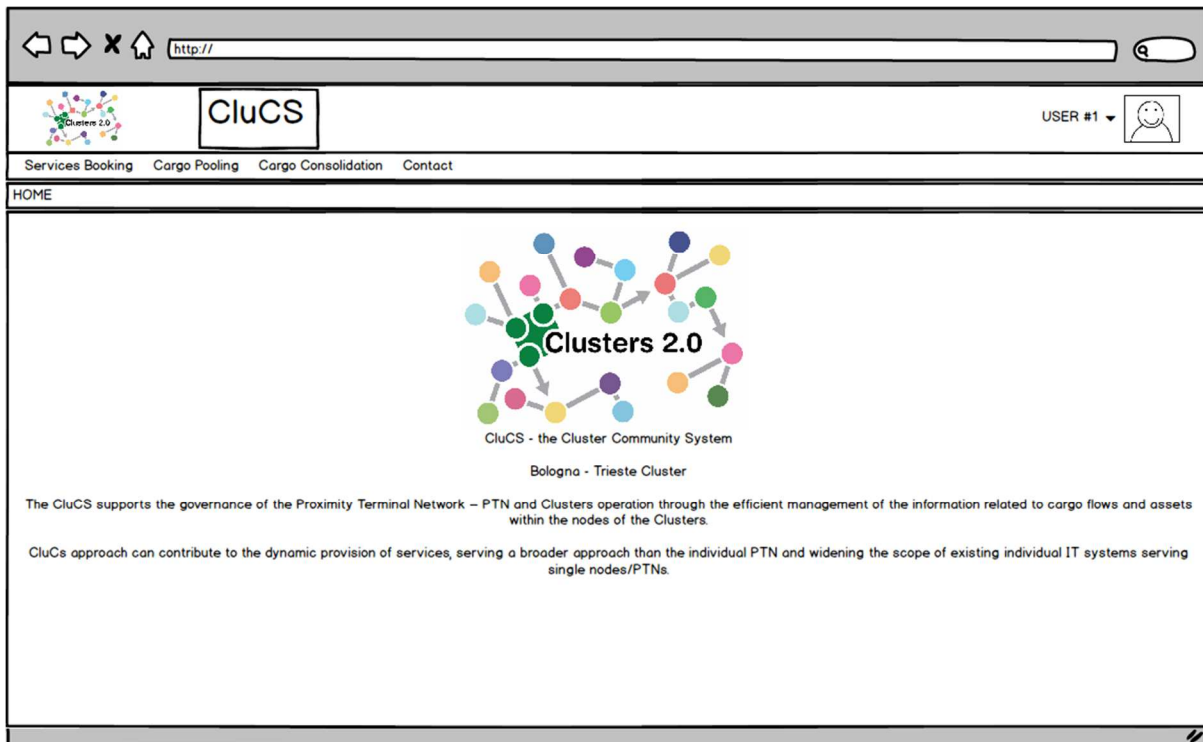 http://
Clusters 2.0
CluCS
USER #1
Services Booking Cargo Pooling Cargo Consolidation Contact
HOME
Clusters 2.0
CluCS - the Cluster Community System
Bologna - Trieste Cluster
The CluCS supports the governance of the Proximity Terminal Network – PTN and Clusters operation through the efficient management of the information related to cargo flows and assets
within the nodes of the Clusters.
CluCs approach can contribute to the dynamic provision of services, serving a broader approach than the individual PTN and widening the scope of existing individual IT systems serving
single nodes/PTNs.